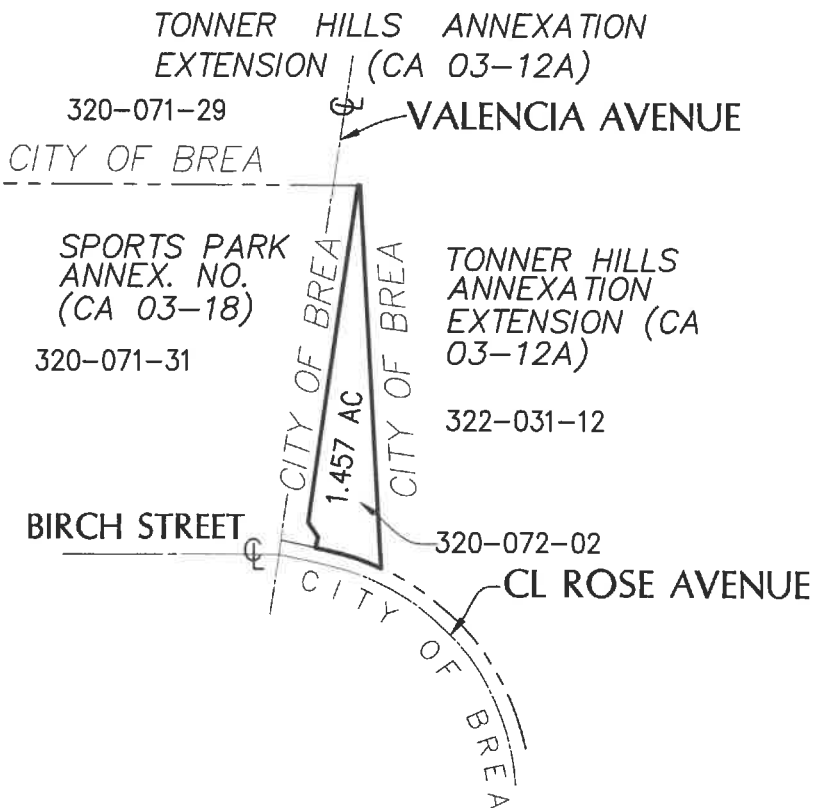 TONNER HILLS ANNEXATION
EXTENSION (CA 03-12A)
320-071-29
℄
VALENCIA AVENUE
CITY OF BREA
SPORTS PARK
ANNEX. NO.
(CA 03-18)
320-071-31
CITY OF BREA
1.457 AC
CITY OF BREA
TONNER HILLS
ANNEXATION
EXTENSION (CA
03-12A)
322-031-12
BIRCH STREET
℄
320-072-02
CL ROSE AVENUE
CITY OF BREA